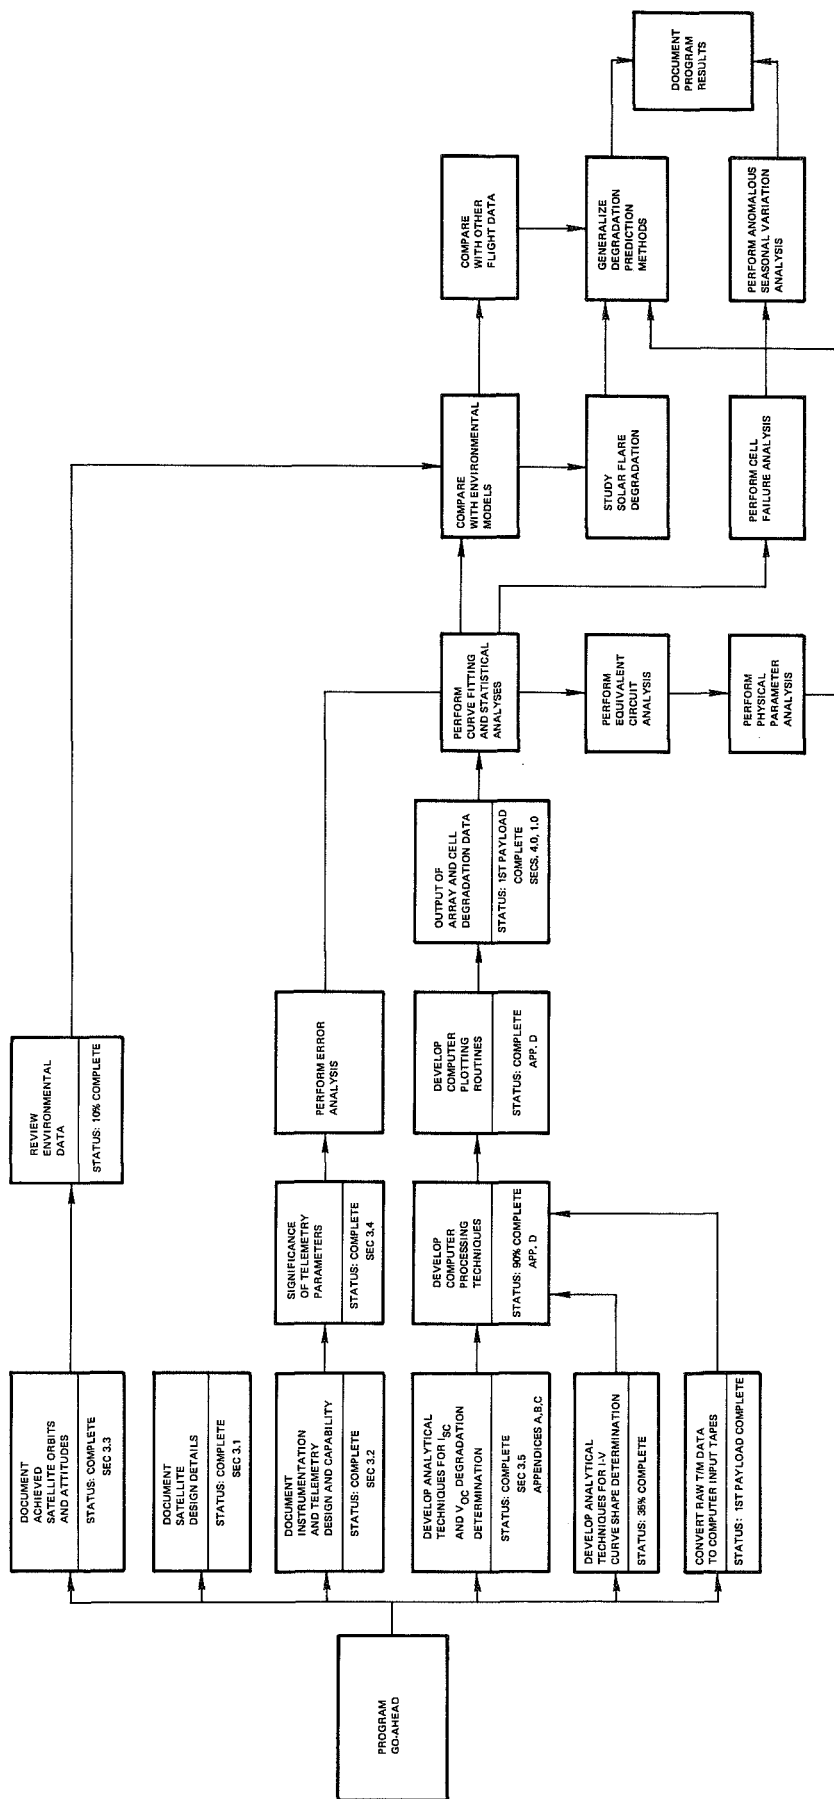 PROGRAM
GO-AHEAD
DOCUMENT
ACHIEVED
SATELLITE ORBITS
AND ATTITUDES
STATUS: COMPLETE
SEC 3.3
DOCUMENT
SATELLITE
DESIGN DETAILS
STATUS: COMPLETE
SEC 3.1
DOCUMENT
INSTRUMENTATION
AND TELEMETRY
DESIGN AND CAPABILITY
STATUS: COMPLETE
SEC 3.2
DEVELOP ANALYTICAL
TECHNIQUES FOR ISC
AND VOC DEGRADATION
DETERMINATION
STATUS: COMPLETE
SEC 3.5
APPENDICES A,B,C
DEVELOP ANALYTICAL
TECHNIQUES FOR I-V
CURVE SHAPE DETERMINATION
STATUS: 35% COMPLETE
CONVERT RAW T/M DATA
TO COMPUTER INPUT TAPES
STATUS: 1ST PAYLOAD COMPLETE
REVIEW
ENVIRONMENTAL
DATA
STATUS: 10% COMPLETE
SIGNIFICANCE
OF TELEMETRY
PARAMETERS
STATUS: COMPLETE
SEC 3.4
PERFORM ERROR
ANALYSIS
DEVELOP
COMPUTER
PROCESSING
TECHNIQUES
STATUS: 90% COMPLETE
APP. D
DEVELOP
COMPUTER
PLOTTING
ROUTINES
STATUS: COMPLETE
APP. D
OUTPUT OF
ARRAY AND CELL
DEGRADATION DATA
STATUS: 1ST PAYLOAD
COMPLETE
SECS. 4.0, 1.0
PERFORM
CURVE FITTING
AND STATISTICAL
ANALYSES
PERFORM
EQUIVALENT
CIRCUIT
ANALYSIS
PERFORM
PHYSICAL
PARAMETER
ANALYSIS
COMPARE
WITH ENVIRONMENTAL
MODELS
STUDY
SOLAR FLARE
DEGRADATION
PERFORM CELL
FAILURE ANALYSIS
COMPARE
WITH OTHER
FLIGHT DATA
GENERALIZE
DEGRADATION
PREDICTION
METHODS
PERFORM ANOMALOUS
SEASONAL VARIATION
ANALYSIS
DOCUMENT
PROGRAM
RESULTS